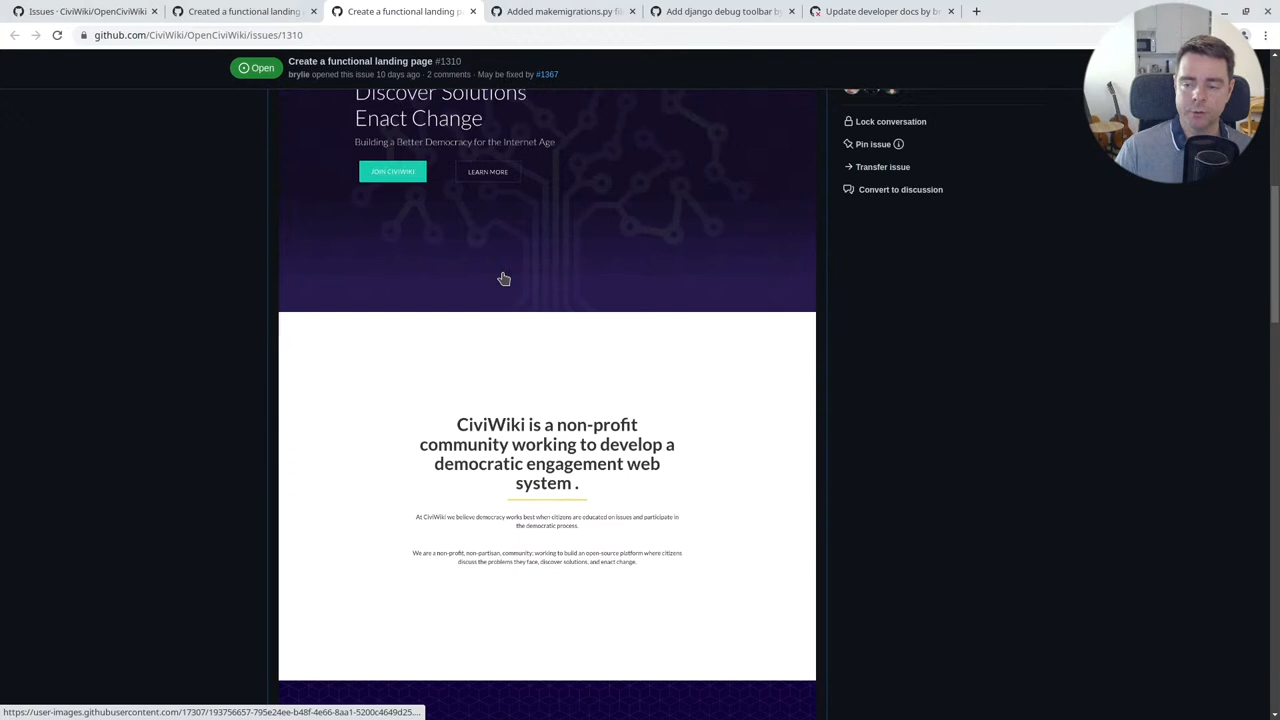 Issues · CiviWiki/OpenCiviWiki
Created a functional landing
Create a functional landing p
Added makemigrations.py fil
Add django debug toolbar by
Update developer docs by br
github.com/CiviWiki/OpenCiviWiki/issues/1310
Open
Create a functional landing page #1310
brylie opened this issue 10 days ago · 2 comments · May be fixed by #1367
Discover Solutions
Enact Change
Building a Better Democracy for the Internet Age
JOIN CIVIWIKI
LEARN MORE
Lock conversation
Pin issue
Transfer issue
Convert to discussion
CiviWiki is a non-profit
community working to develop a
democratic engagement web
system .
At CiviWiki we believe democracy works best when citizens are educated on issues and participate in
the democratic process.
We are a non-profit, non-partisan, community; working to build an open-source platform where citizens
discuss the problems they face, discover solutions, and enact change.
https://user-images.githubusercontent.com/17307/193756657-795e24ee-b48f-4e66-8aa1-5200c4649d25....